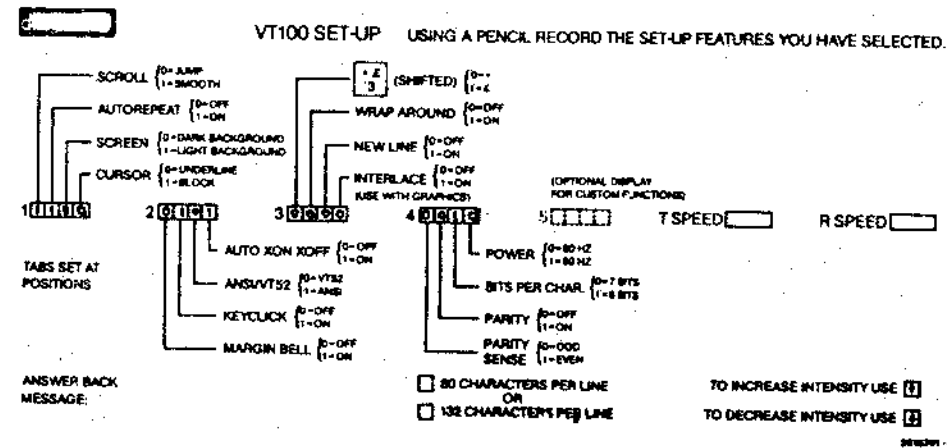 VT100 SET-UP USING A PENCIL RECORD THE SET-UP FEATURES YOU HAVE SELECTED.
SCROLL 0=JUMP
1=SMOOTH
AUTOREPEAT 0=OFF
1=ON
SCREEN 0=DARK BACKGROUND
1=LIGHT BACKGROUND
CURSOR 0=UNDERLINE
1=BLOCK
3 (SHIFTED)
WRAP AROUND 0=OFF
1=ON
NEW LINE 0=OFF
1=ON
INTERLACE 0=OFF
1=ON
(USE WITH GRAPHICS)
(OPTIONAL DISPLAY
FOR CUSTOM FUNCTIONS)
1 2 3 4 5 T SPEED R SPEED
TABS SET AT
POSITIONS
AUTO XON XOFF 0=OFF
1=ON
ANSI/VT52 0=VT52
1=ANSI
KEYCLICK 0=OFF
1=ON
MARGIN BELL 0=OFF
1=ON
POWER
BITS PER CHAR. 0=7 BITS
1=8 BITS
PARITY 0=OFF
1=ON
PARITY
SENSE 0=ODD
1=EVEN
ANSWER BACK
MESSAGE:
80 CHARACTERS PER LINE
OR
132 CHARACTERS PER LINE
TO INCREASE INTENSITY USE
TO DECREASE INTENSITY USE